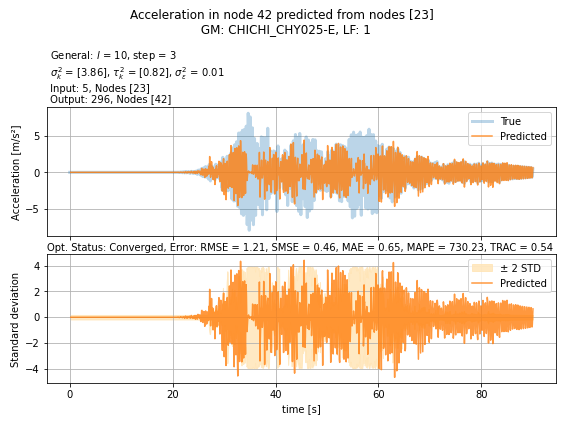 Acceleration in node 42 predicted from nodes [23]
GM: CHICHI_CHY025-E, LF: 1
General: l = 10, step = 3
σ²ₖ = [3.86], τ²ₖ = [0.82], σ²ε = 0.01
Input: 5, Nodes [23]
Output: 296, Nodes [42]
Acceleration [m/s²]
5
0
−5
True
Predicted
Opt. Status: Converged, Error: RMSE = 1.21, SMSE = 0.46, MAE = 0.65, MAPE = 730.23, TRAC = 0.54
Standard deviation
4
2
0
−2
−4
± 2 STD
Predicted
0 20 40 60 80
time [s]